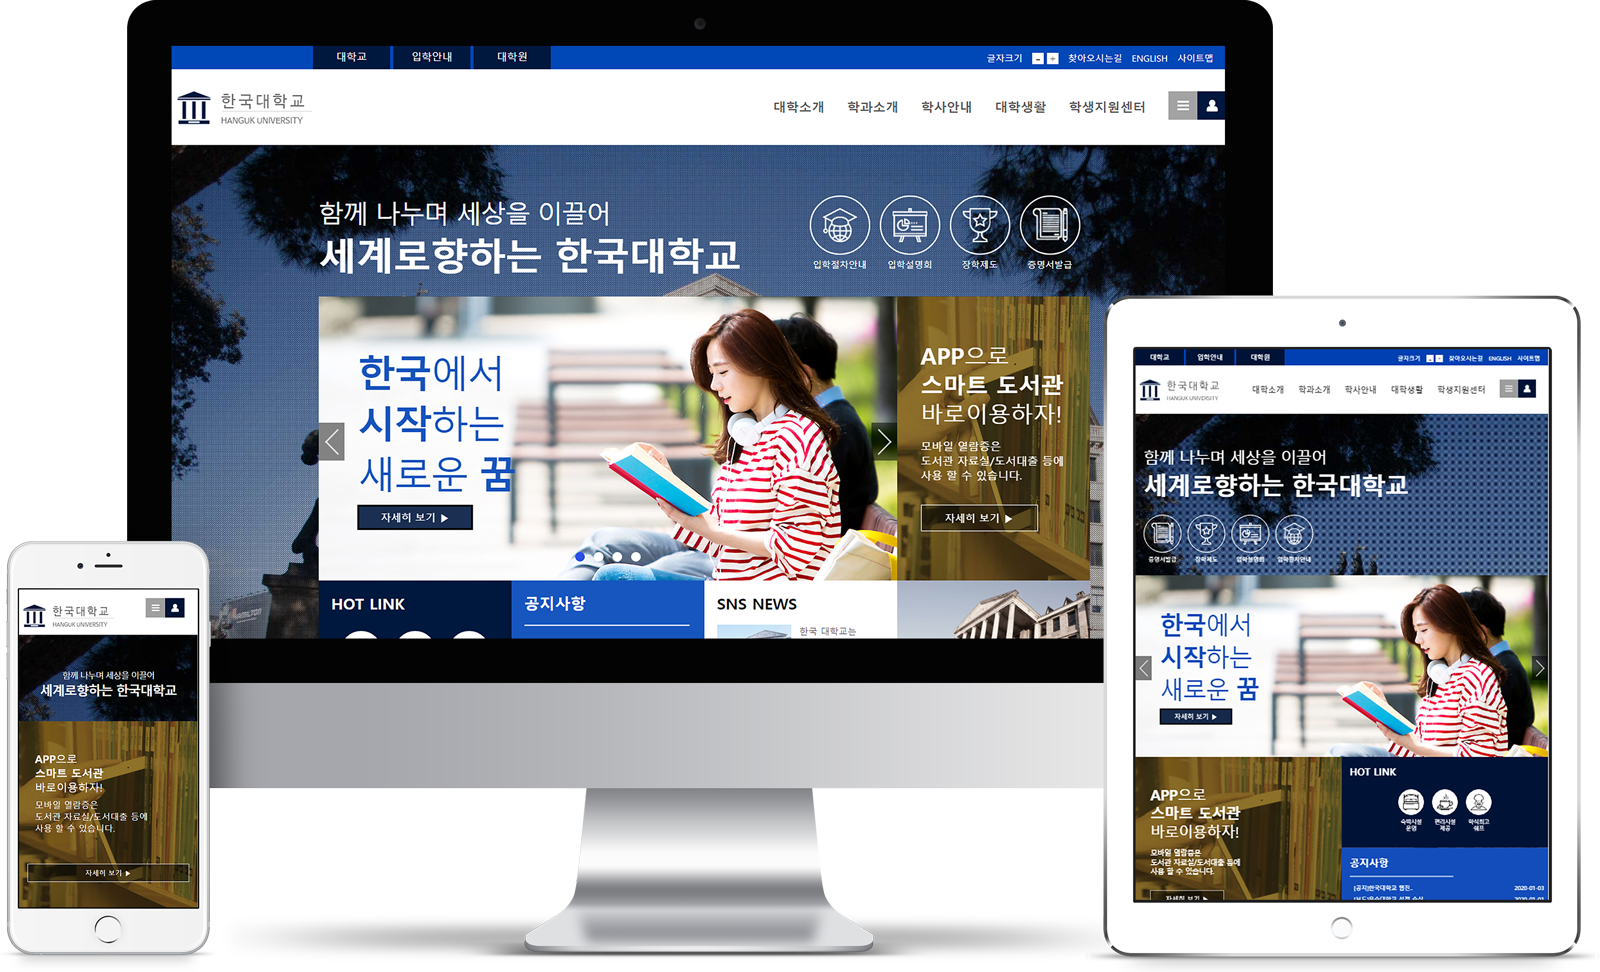 대학교
입학안내
대학원
글자크기 - + 찾아오시는길 ENGLISH 사이트맵
한국대학교
HANGUK UNIVERSITY
대학소개 학과소개 학사안내 대학생활 학생지원센터
함께 나누며 세상을 이끌어
세계로향하는 한국대학교
입학절차안내 입학설명회 장학제도 증명서발급
한국에서
시작하는
새로운 꿈
자세히 보기 ▶
APP으로
스마트 도서관
바로이용하자!
모바일 열람증은
도서관 자료실/도서대출 등에
사용 할 수 있습니다.
자세히 보기 ▶
HOT LINK
공지사항
SNS NEWS
한국 대학교는
한국대학교
HANGUK UNIVERSITY
함께 나누며 세상을 이끌어
세계로향하는 한국대학교
APP으로
스마트 도서관
바로이용하자!
모바일 열람증은
도서관 자료실/도서대출 등에
사용 할 수 있습니다.
자세히 보기 ▶
대학교 입학안내 대학원
글자크기 - + 찾아오시는길 ENGLISH 사이트맵
한국대학교
HANGUK UNIVERSITY
대학소개 학과소개 학사안내 대학생활 학생지원센터
함께 나누며 세상을 이끌어
세계로향하는 한국대학교
증명서발급 장학제도 입학설명회 입학절차안내
한국에서
시작하는
새로운 꿈
자세히 보기 ▶
APP으로
스마트 도서관
바로이용하자!
모바일 열람증은
도서관 자료실/도서대출 등에
사용 할 수 있습니다.
자세히 보기 ▶
HOT LINK
숙박시설 편리시설 학식최고
운영 제공 쉐프
공지사항
[공지]한국대학교 웹진.. 2020-01-03